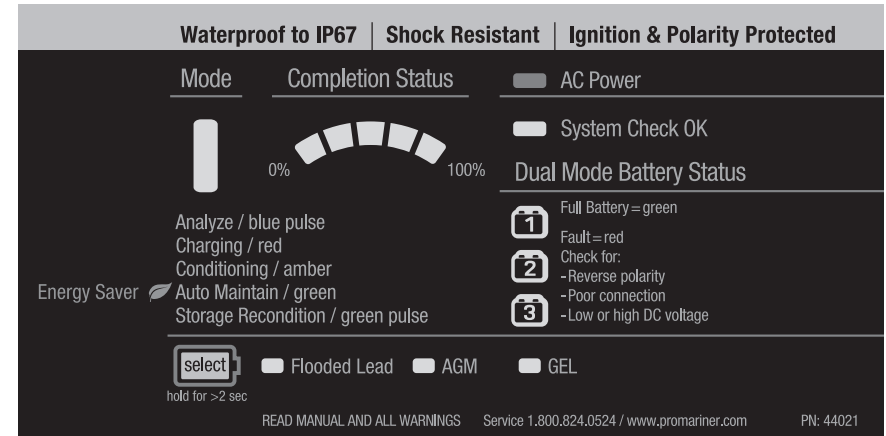 Waterproof to IP67 | Shock Resistant | Ignition & Polarity Protected
Mode
Completion Status
0%
100%
AC Power
System Check OK
Dual Mode Battery Status
Analyze / blue pulse
Charging / red
Conditioning / amber
Energy Saver Auto Maintain / green
Storage Recondition / green pulse
1
Full Battery=green
Fault=red
2
Check for:
-Reverse polarity
-Poor connection
3
-Low or high DC voltage
select
hold for >2 sec
Flooded Lead
AGM
GEL
READ MANUAL AND ALL WARNINGS Service 1.800.824.0524 / www.promariner.com PN: 44021